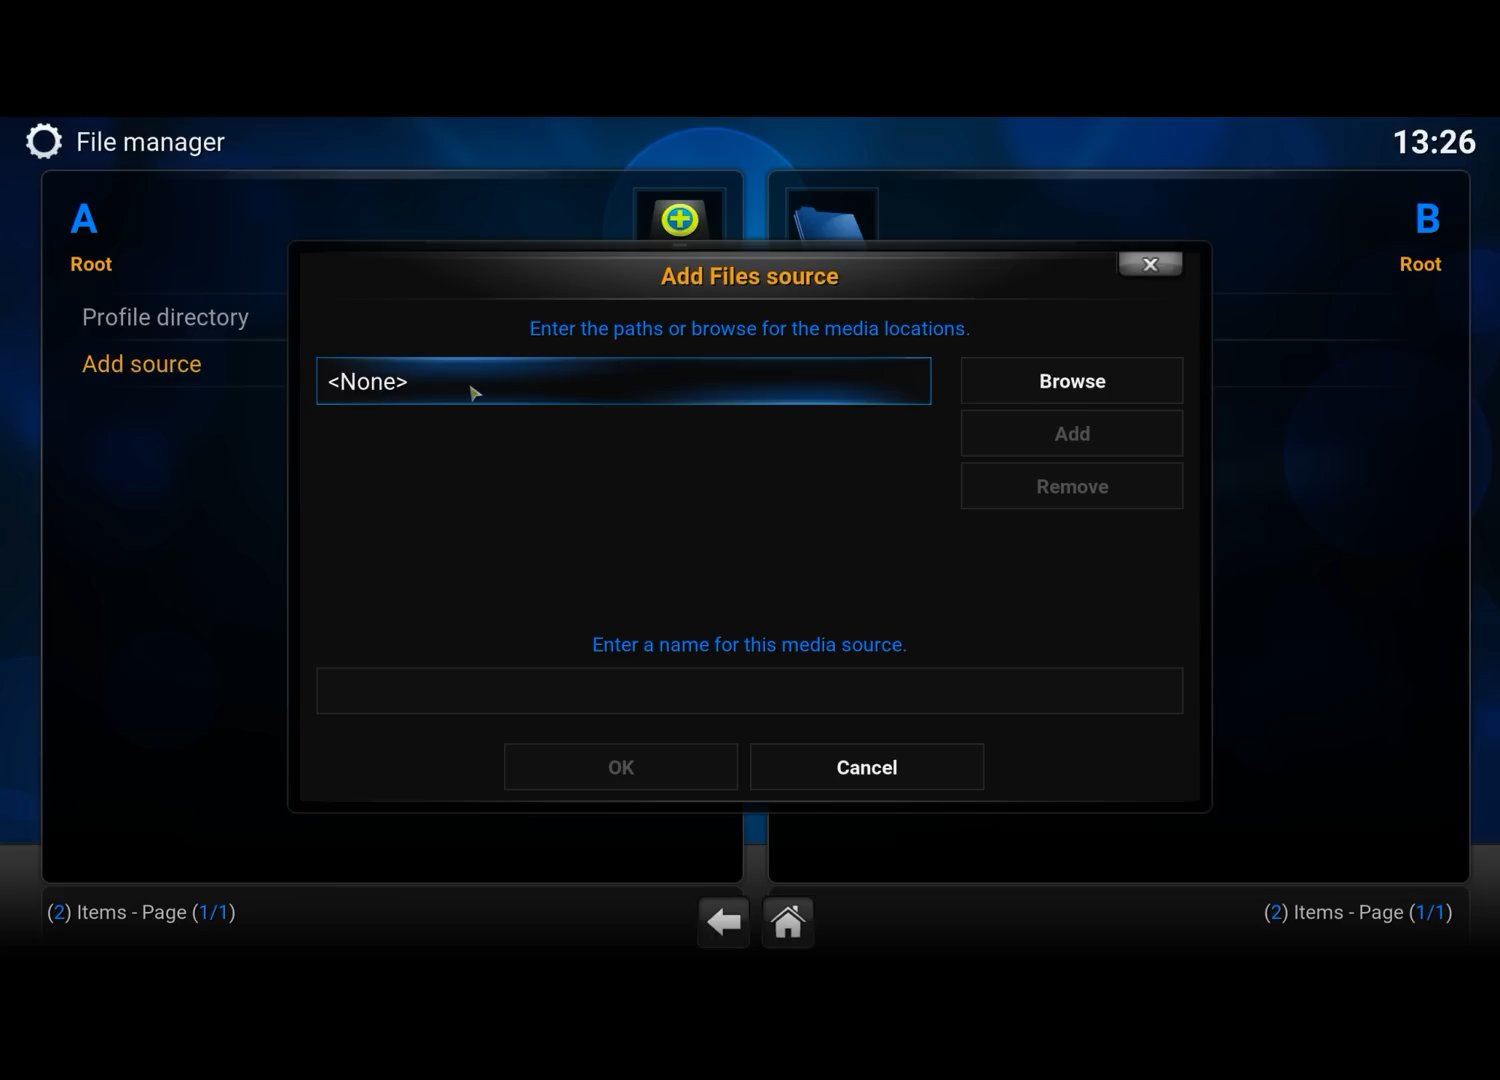 File manager
13:26
A
B
Root
Root
Profile directory
Add source
Add Files source
x
Enter the paths or browse for the media locations.
<None>
Browse
Add
Remove
Enter a name for this media source.
OK
Cancel
(2) Items - Page (1/1)
(2) Items - Page (1/1)